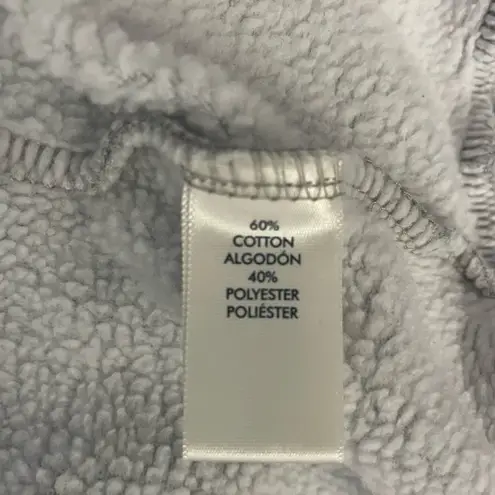 60%
COTTON
ALGODÓN
40%
POLYESTER
POLIÉSTER